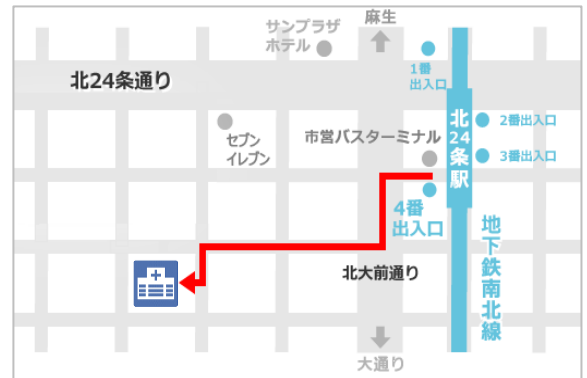 麻生
サンプラザ
ホテル
1番
出入口
北24条通り
北24条駅
2番出入口
セブン
イレブン
市営バスターミナル
3番出入口
4番
出入口
地下鉄南北線
北大前通り
大通り